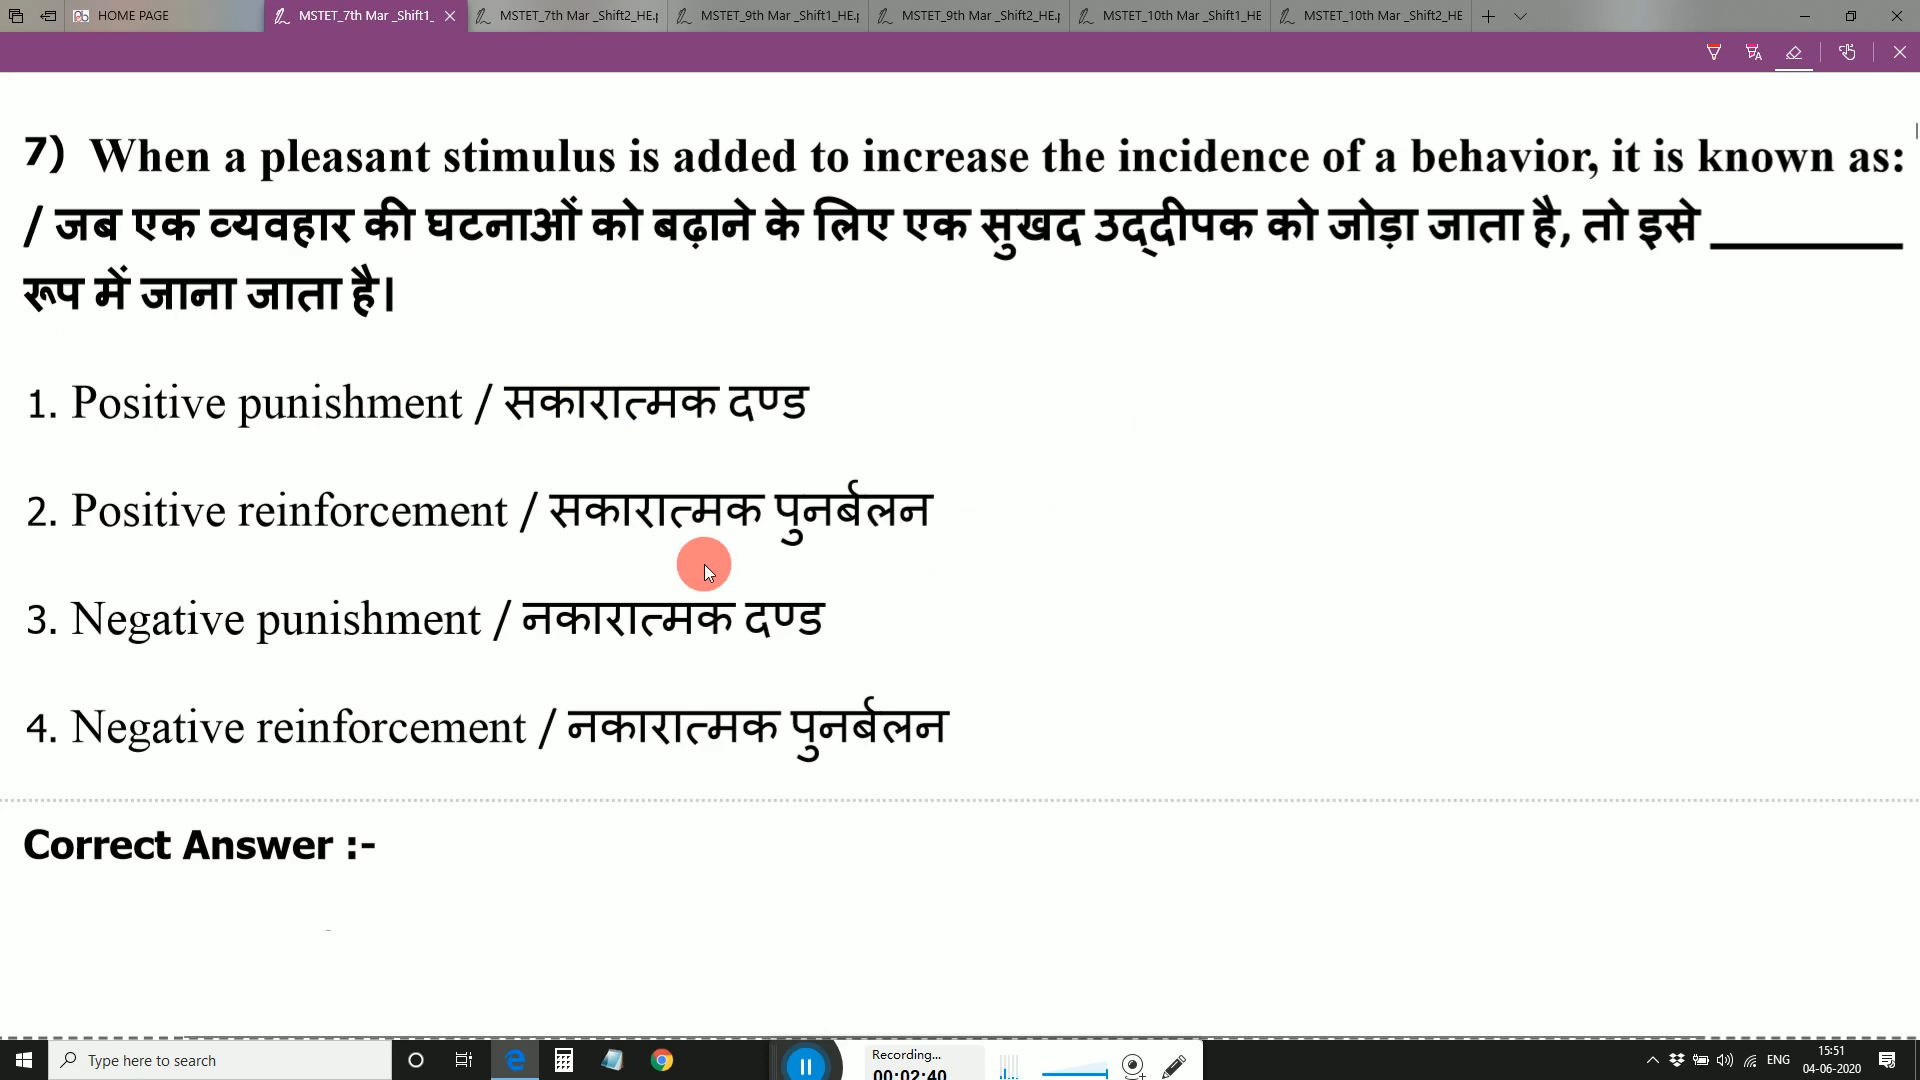 HOME PAGE
MSTET_7th Mar _Shift1_
MSTET_7th Mar _Shift2_HE.p
MSTET_9th Mar _Shift1_HE.p
MSTET_9th Mar _Shift2_HE.p
MSTET_10th Mar _Shift1_HE
MSTET_10th Mar _Shift2_HE
7) When a pleasant stimulus is added to increase the incidence of a behavior, it is known as:
/ जब एक व्यवहार की घटनाओं को बढ़ाने के लिए एक सुखद उद्दीपक को जोड़ा जाता है, तो इसे ________
रूप में जाना जाता है।
1. Positive punishment / सकारात्मक दण्ड
2. Positive reinforcement / सकारात्मक पुनर्बलन
3. Negative punishment / नकारात्मक दण्ड
4. Negative reinforcement / नकारात्मक पुनर्बलन
Correct Answer :-
Type here to search
Recording...
00:02:40
ENG
15:51
04-06-2020